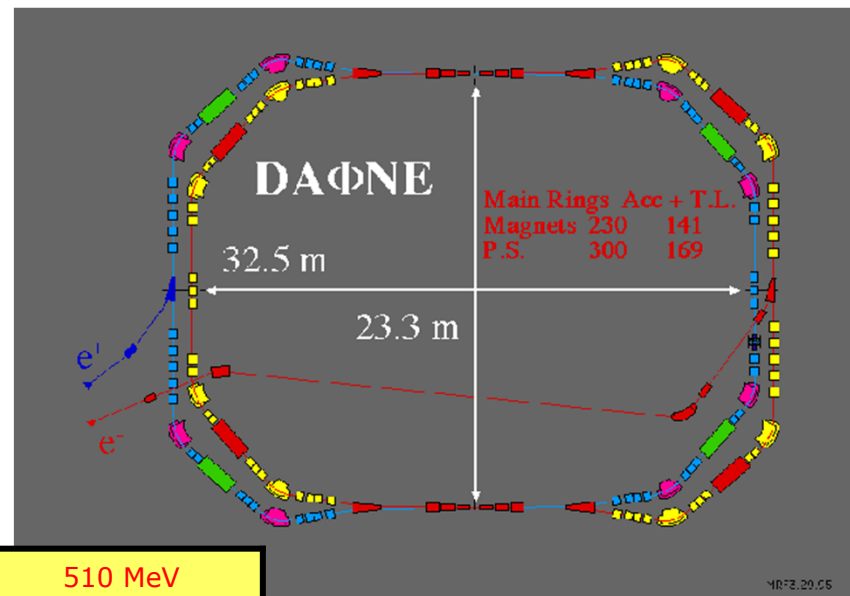 DAΦNE
Main Rings Acc + T.L.
Magnets 230 141
P.S. 300 169
32.5 m
23.3 m
e⁺
e⁻
510 MeV